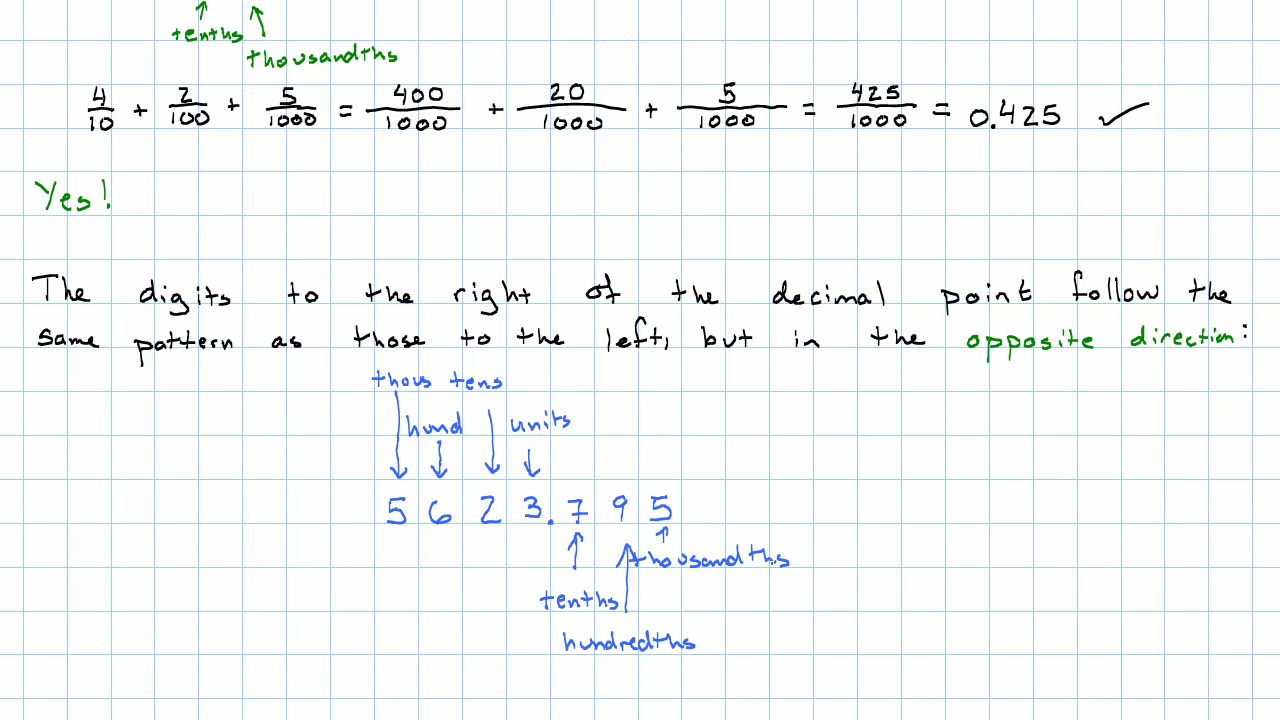 tenths
thousandths
4/10 + 2/100 + 5/1000 = 400/1000 + 20/1000 + 5/1000 = 425/1000 = 0.425 ✓
Yes!
The digits to the right of the decimal point follow the
same pattern as those to the left, but in the opposite direction:
thous tens
hund units
5 6 2 3 . 7 9 5
thousandths
tenths
hundredths